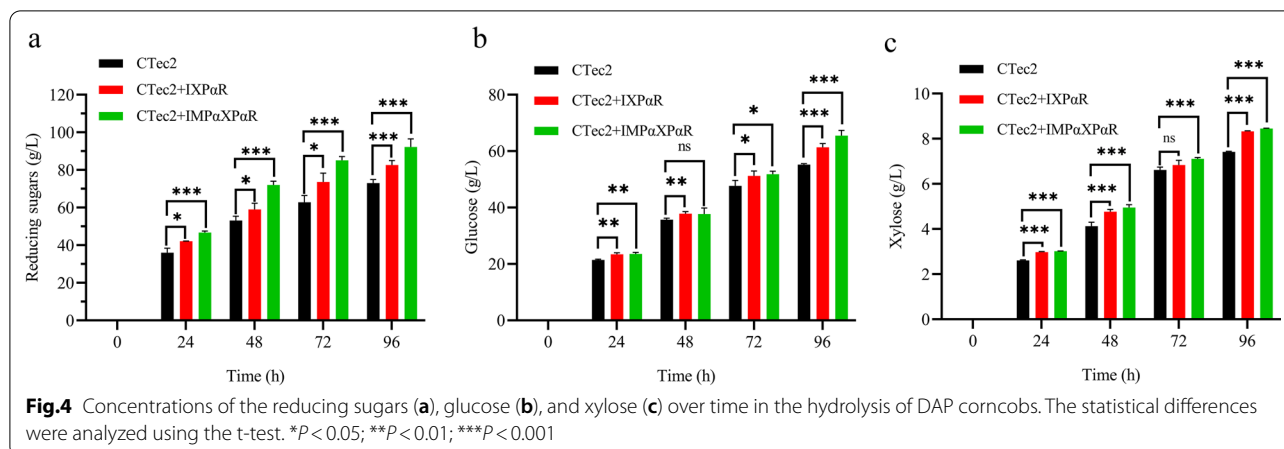 a
CTec2
CTec2+IXPαR
CTec2+IMPαXPαR
Reducing sugars (g/L)
120
100
80
60
40
20
0
*
***
*
***
*
***
***
***
0 24 48 72 96
Time (h)
b
CTec2
CTec2+IXPαR
CTec2+IMPαXPαR
Glucose (g/L)
80
60
40
20
0
**
**
**
ns
*
*
***
***
0 24 48 72 96
Time (h)
c
CTec2
CTec2+IXPαR
CTec2+IMPαXPαR
Xylose (g/L)
10
8
6
4
2
0
***
***
***
***
ns
***
***
***
0 24 48 72 96
Time (h)
Fig.4 Concentrations of the reducing sugars (a), glucose (b), and xylose (c) over time in the hydrolysis of DAP corncobs. The statistical differences
were analyzed using the t-test. *P < 0.05; **P < 0.01; ***P < 0.001